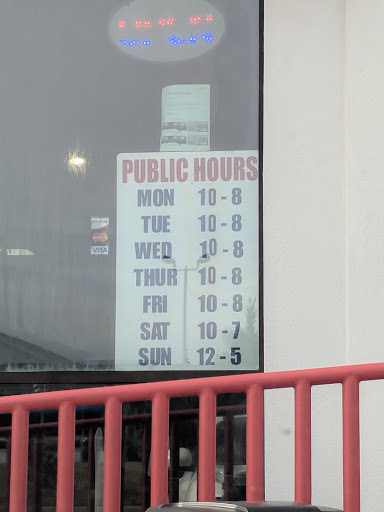 PUBLIC HOURS
MON 10 - 8
TUE 10 - 8
WED 10 - 8
THUR 10 - 8
FRI 10 - 8
SAT 10 - 7
SUN 12 - 5
VISA